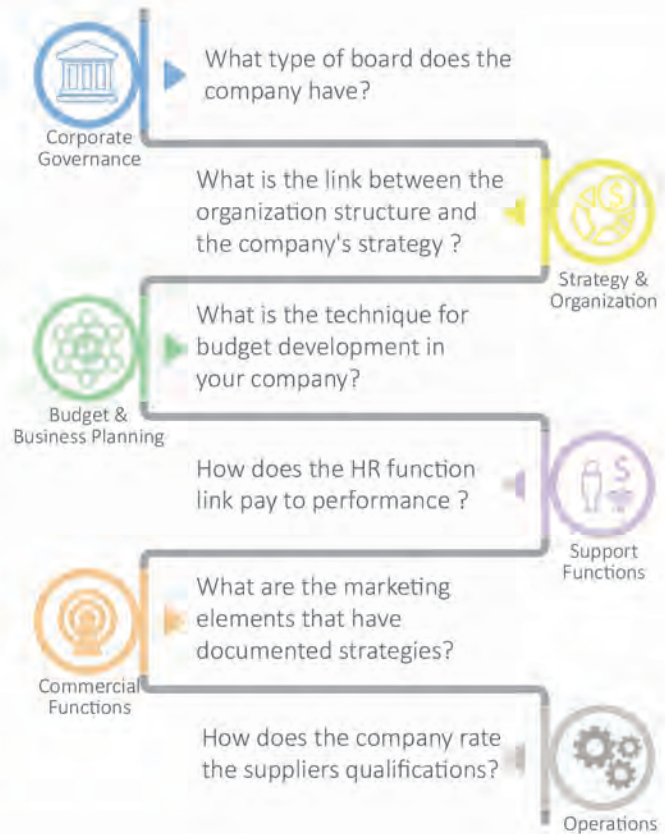 What type of board does the
company have?
Corporate
Governance
What is the link between the
organization structure and
the company's strategy ?
Strategy &
Organization
What is the technique for
budget development in
your company?
Budget &
Business Planning
How does the HR function
link pay to performance ?
Support
Functions
What are the marketing
elements that have
documented strategies?
Commercial
Functions
How does the company rate
the suppliers qualifications?
Operations